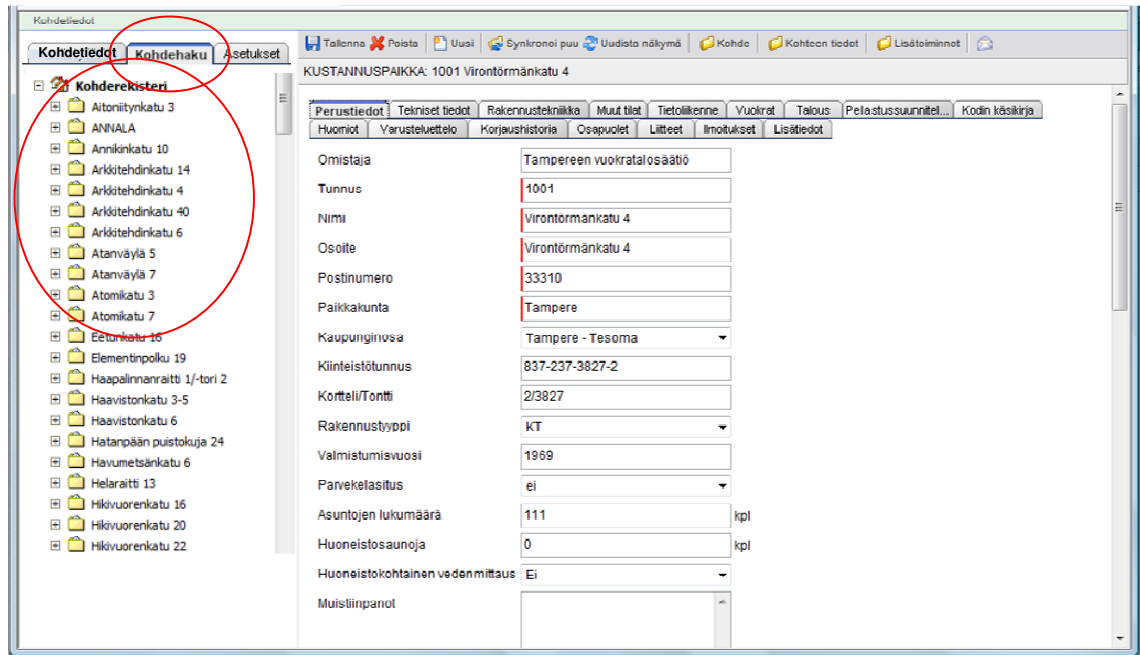 Kohdetiedot
Kohdetiedot Kohdehaku Asetukset
Tallenna Poista Uusi Synkronoi puu Uudista näkymä Kohde Kohteen tiedot Lisätoiminnot
KUSTANNUSPAIKKA: 1001 Virontörmänkatu 4
Kohderekisteri
Aitoniitynkatu 3
ANNALA
Annikinkatu 10
Arkkitehdinkatu 14
Arkkitehdinkatu 4
Arkkitehdinkatu 40
Arkkitehdinkatu 6
Atanväylä 5
Atanväylä 7
Atomikatu 3
Atomikatu 7
Eetunkatu 16
Elementinpolku 19
Haapalinnanraitti 1/-tori 2
Haavistonkatu 3-5
Haavistonkatu 6
Hatanpään puistokuja 24
Havumetsänkatu 6
Helaraitti 13
Hikivuorenkatu 16
Hikivuorenkatu 20
Hikivuorenkatu 22
Perustiedot Tekniset tiedot Rakennustekniikka Muut tilat Tietoliikenne Vuokrat Talous Pelastussuunnitel... Kodin käsikirja
Huomiot Varusteluettelo Korjaushistoria Osapuolet Liitteet Ilmoitukset Lisätiedot
Omistaja Tampereen vuokratalosäätiö
Tunnus 1001
Nimi Virontörmänkatu 4
Osoite Virontörmänkatu 4
Postinumero 33310
Paikkakunta Tampere
Kaupunginosa Tampere - Tesoma
Kiinteistötunnus 837-237-3827-2
Kortteli/Tontti 2/3827
Rakennustyyppi KT
Valmistumisvuosi 1969
Parvekelasitus ei
Asuntojen lukumäärä 111 kpl
Huoneistosaunoja 0 kpl
Huoneistokohtainen vedenmittaus Ei
Muistiinpanot